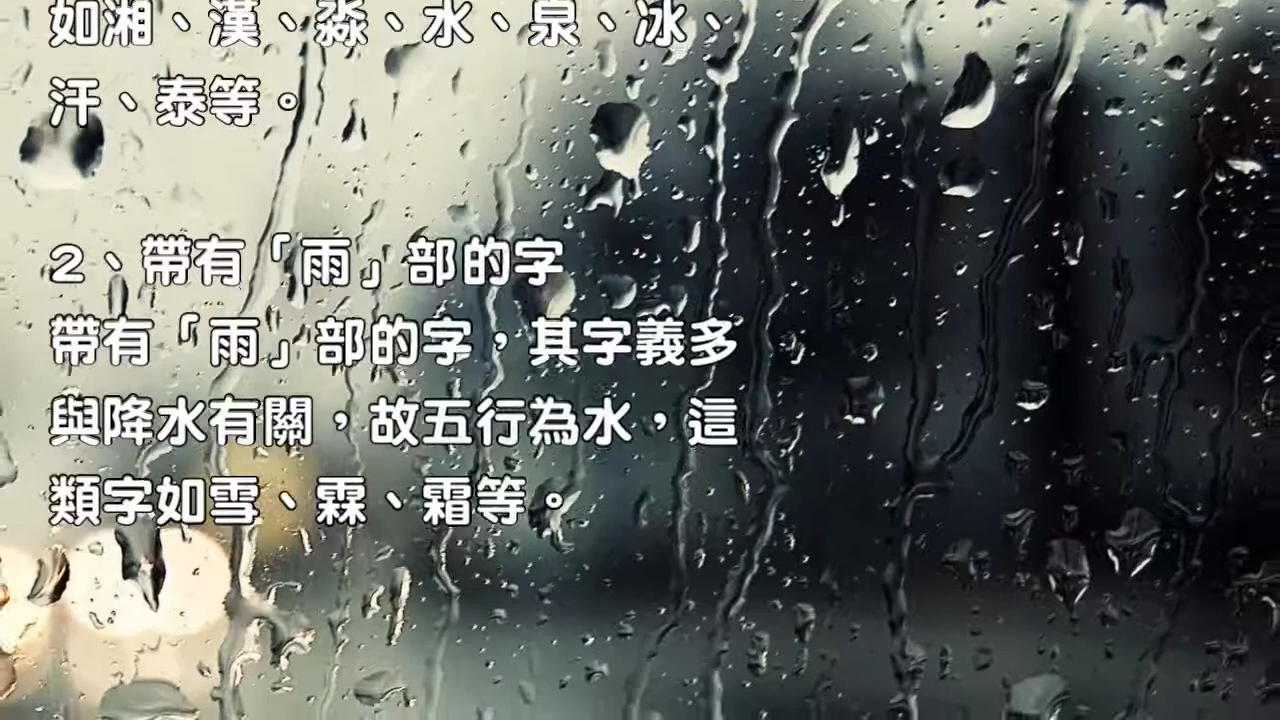 如湘、漢、淼、水、泉、冰、
汗、泰等。
2、帶有「雨」部的字
帶有「雨」部的字，其字義多
與降水有關，故五行為水，這
類字如雪、霖、霜等。